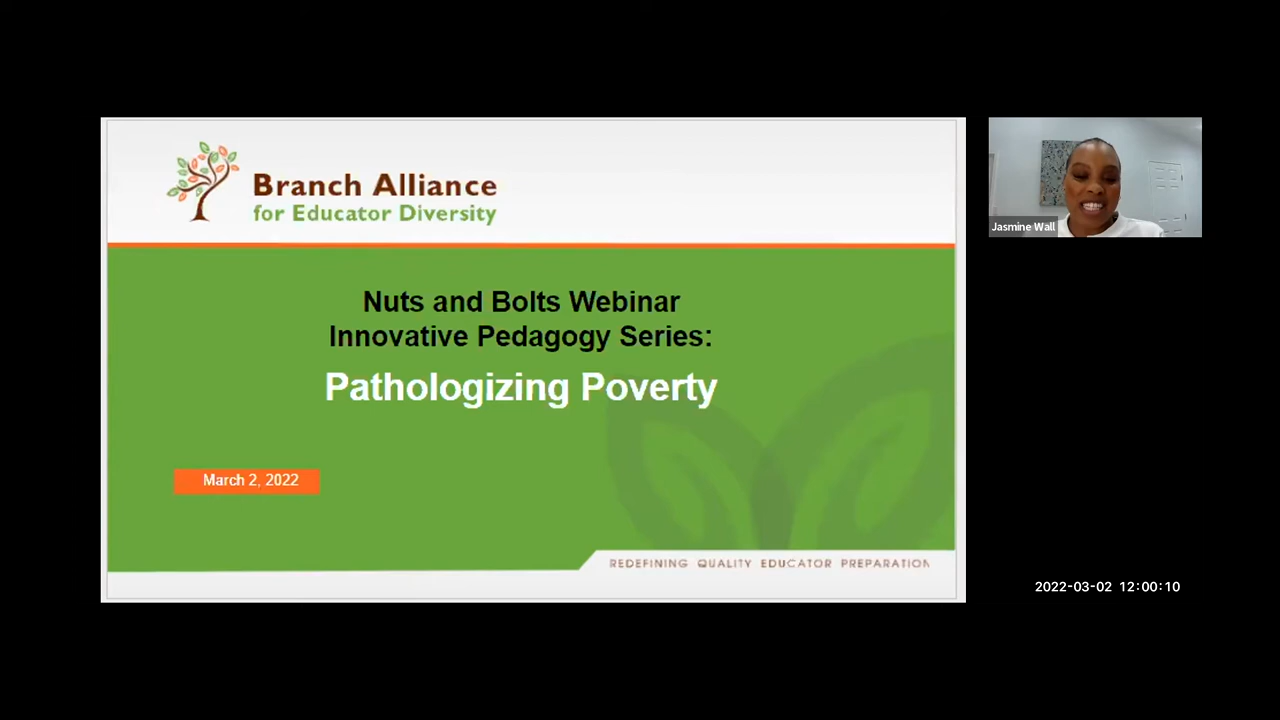 Branch Alliance
for Educator Diversity
Nuts and Bolts Webinar
Innovative Pedagogy Series:
Pathologizing Poverty
March 2, 2022
REDEFINING QUALITY EDUCATOR PREPARATION
Jasmine Wall
2022-03-02 12:00:10